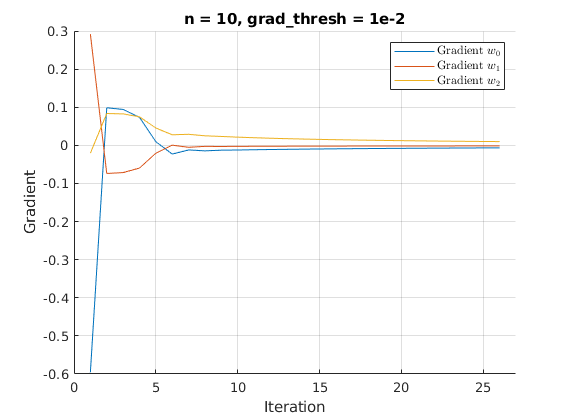 n = 10, grad_thresh = 1e-2
Gradient w₀
Gradient w₁
Gradient w₂
0.3
0.2
0.1
0
-0.1
-0.2
-0.3
-0.4
-0.5
-0.6
Gradient
0 5 10 15 20 25
Iteration